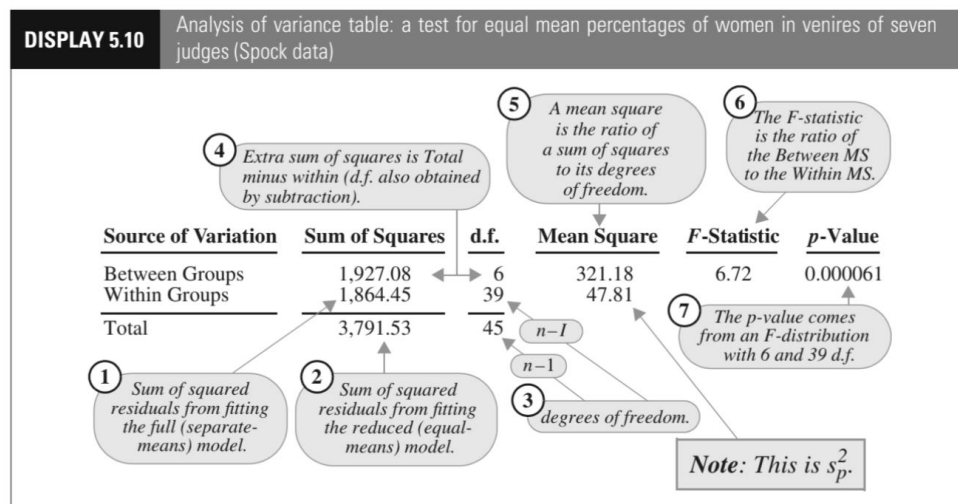 DISPLAY 5.10
Analysis of variance table: a test for equal mean percentages of women in venires of seven
judges (Spock data)
5
A mean square
is the ratio of
a sum of squares
to its degrees
of freedom.
6
The F-statistic
is the ratio of
the Between MS
to the Within MS.
4
Extra sum of squares is Total
minus within (d.f. also obtained
by subtraction).
Source of Variation Sum of Squares d.f. Mean Square F-Statistic p-Value
Between Groups 1,927.08 6 321.18 6.72 0.000061
Within Groups 1,864.45 39 47.81
Total 3,791.53 45
n–I
n–1
7
The p-value comes
from an F-distribution
with 6 and 39 d.f.
1
Sum of squared
residuals from fitting
the full (separate-
means) model.
2
Sum of squared
residuals from fitting
the reduced (equal-
means) model.
3
degrees of freedom.
Note: This is s²ₚ.